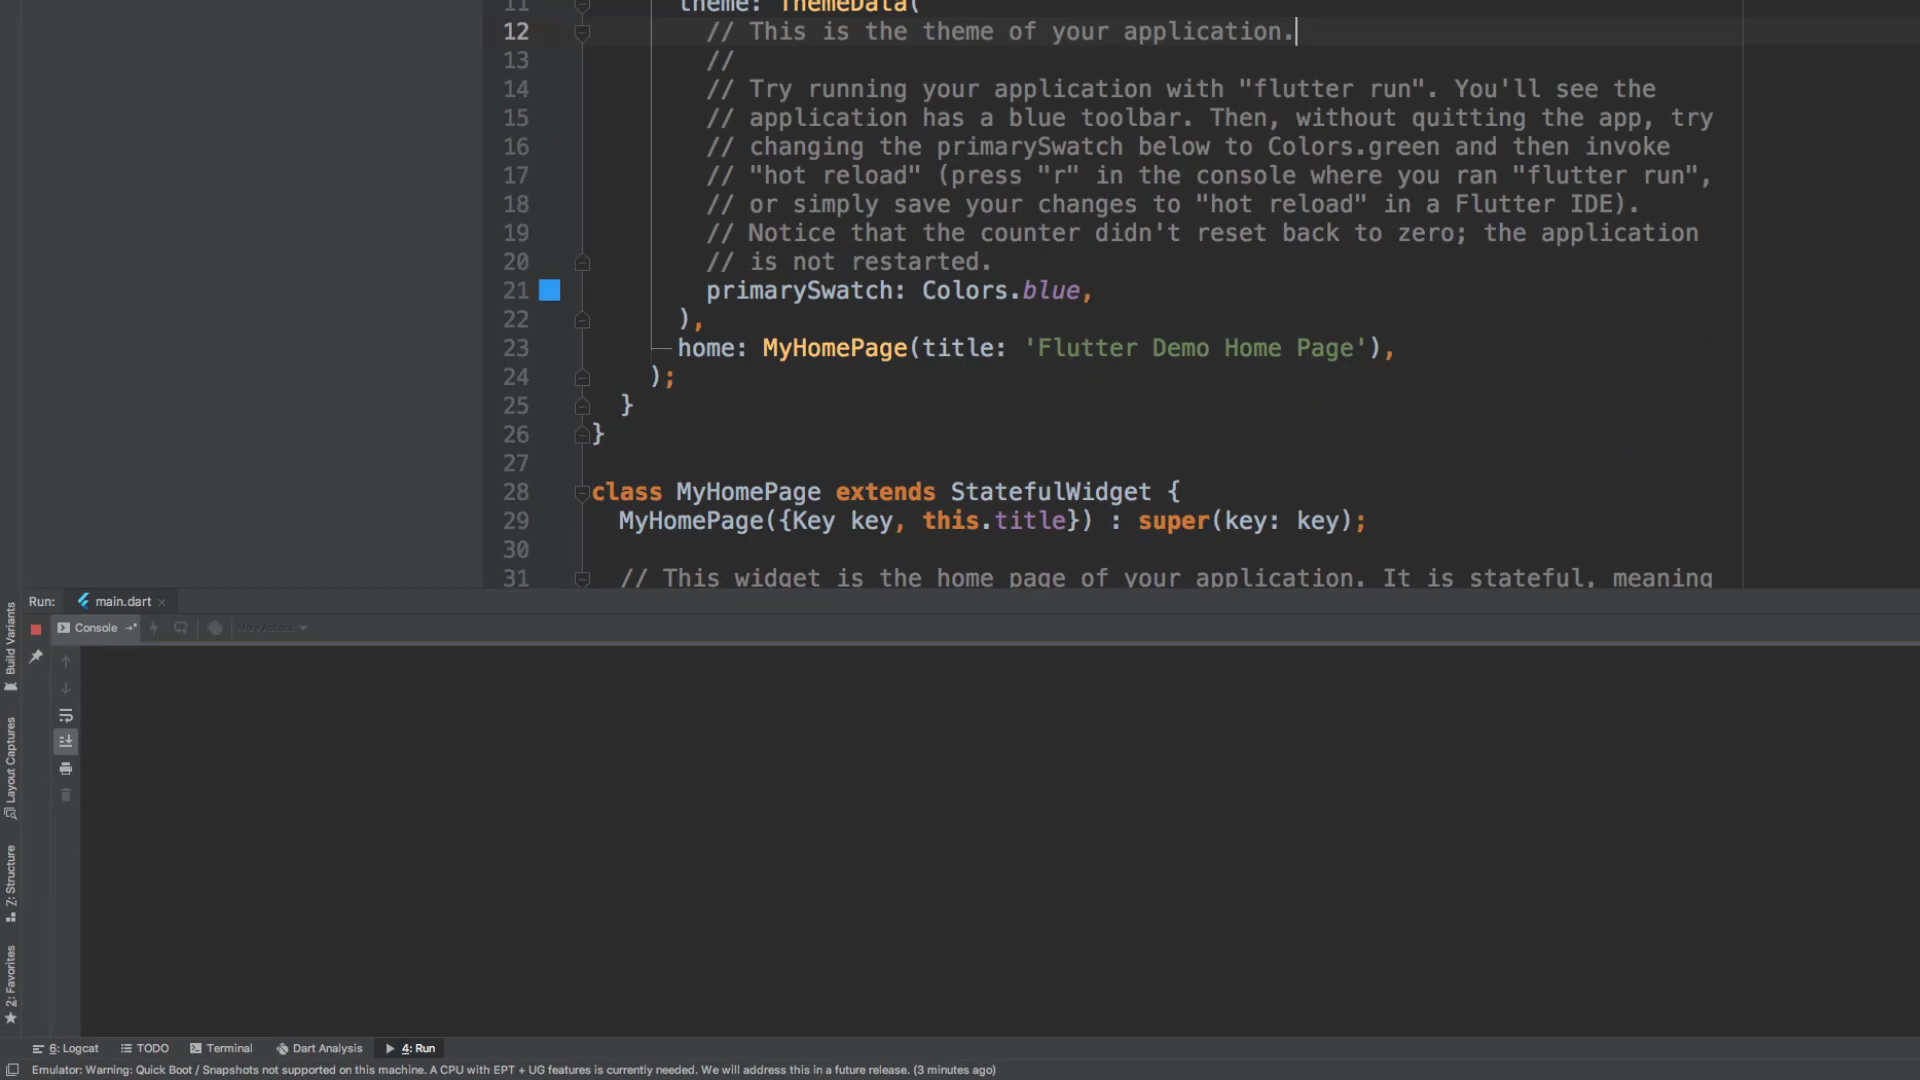 11 theme: ThemeData(
12 // This is the theme of your application.
13 //
14 // Try running your application with "flutter run". You'll see the
15 // application has a blue toolbar. Then, without quitting the app, try
16 // changing the primarySwatch below to Colors.green and then invoke
17 // "hot reload" (press "r" in the console where you ran "flutter run",
18 // or simply save your changes to "hot reload" in a Flutter IDE).
19 // Notice that the counter didn't reset back to zero; the application
20 // is not restarted.
21 primarySwatch: Colors.blue,
22 ),
23 home: MyHomePage(title: 'Flutter Demo Home Page'),
24 );
25 }
26 }
27
28 class MyHomePage extends StatefulWidget {
29 MyHomePage({Key key, this.title}) : super(key: key);
30
31 // This widget is the home page of your application. It is stateful, meaning
Run: main.dart
Console More Actions
Build Variants
Layout Captures
Z: Structure
2: Favorites
6: Logcat TODO Terminal Dart Analysis 4: Run
Emulator: Warning: Quick Boot / Snapshots not supported on this machine. A CPU with EPT + UG features is currently needed. We will address this in a future release. (3 minutes ago)